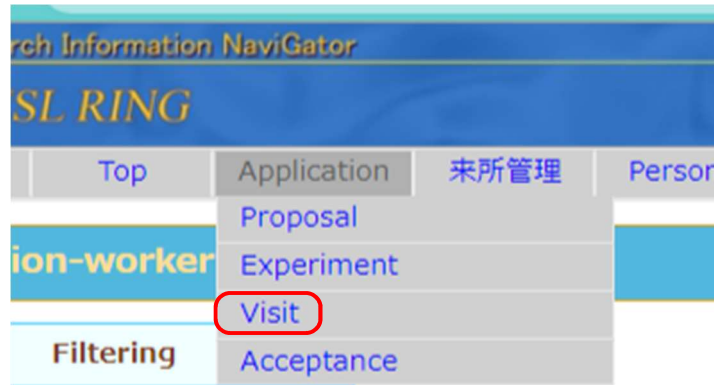 rch Information NaviGator
SL RING
Top Application 来所管理 Person
Proposal
ion-worker
Experiment
Visit
Filtering
Acceptance